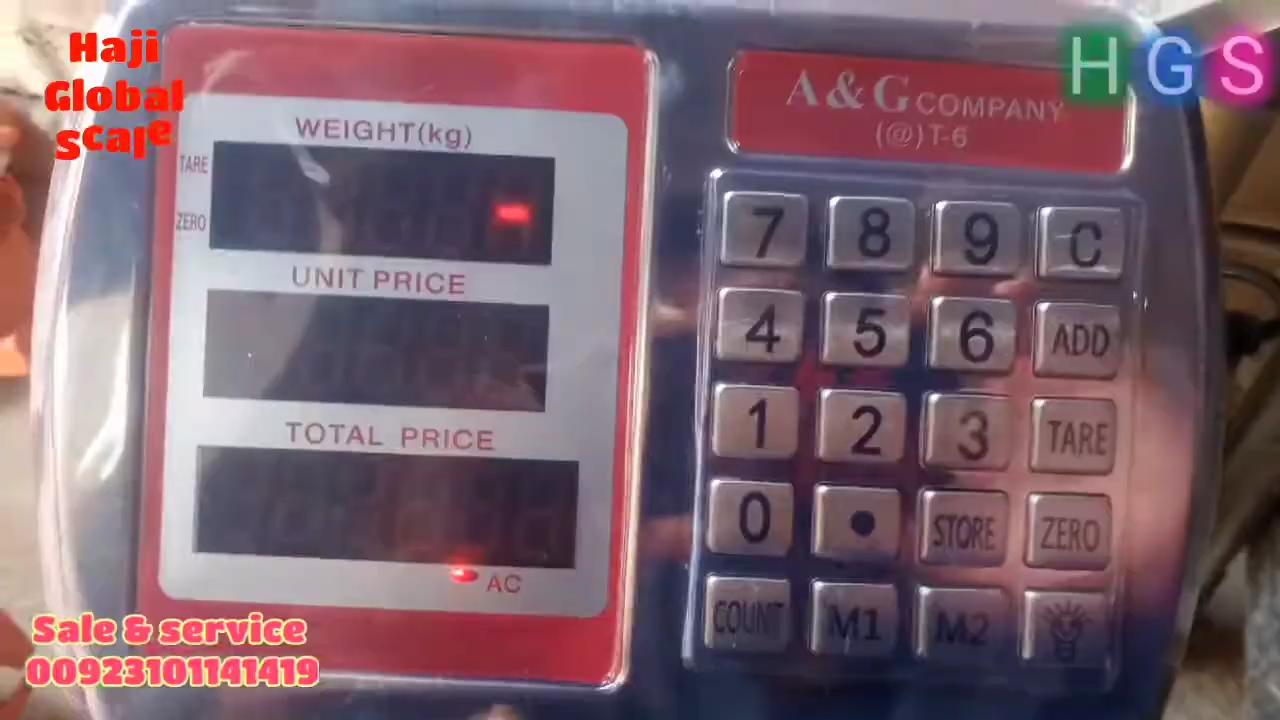 Haji
Global
scale
HGS
A & G COMPANY
(@) T-6
WEIGHT(kg)
TARE
ZERO
-
UNIT PRICE
TOTAL PRICE
AC
7 8 9 C
4 5 6 ADD
1 2 3 TARE
0 • STORE ZERO
COUNT M1 M2
Sale & service
00923101141419